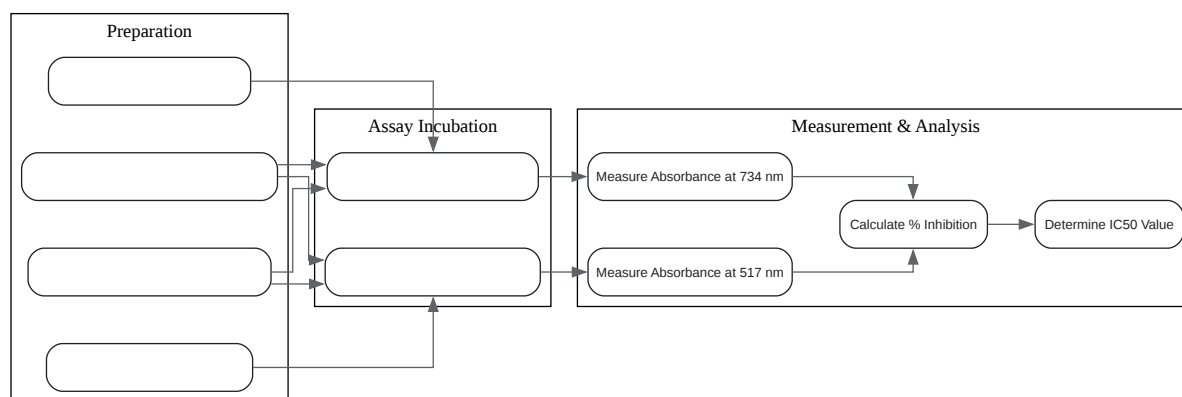 Preparation
Assay Incubation
Measurement & Analysis
Measure Absorbance at 734 nm
Calculate % Inhibition
Determine IC50 Value
Measure Absorbance at 517 nm